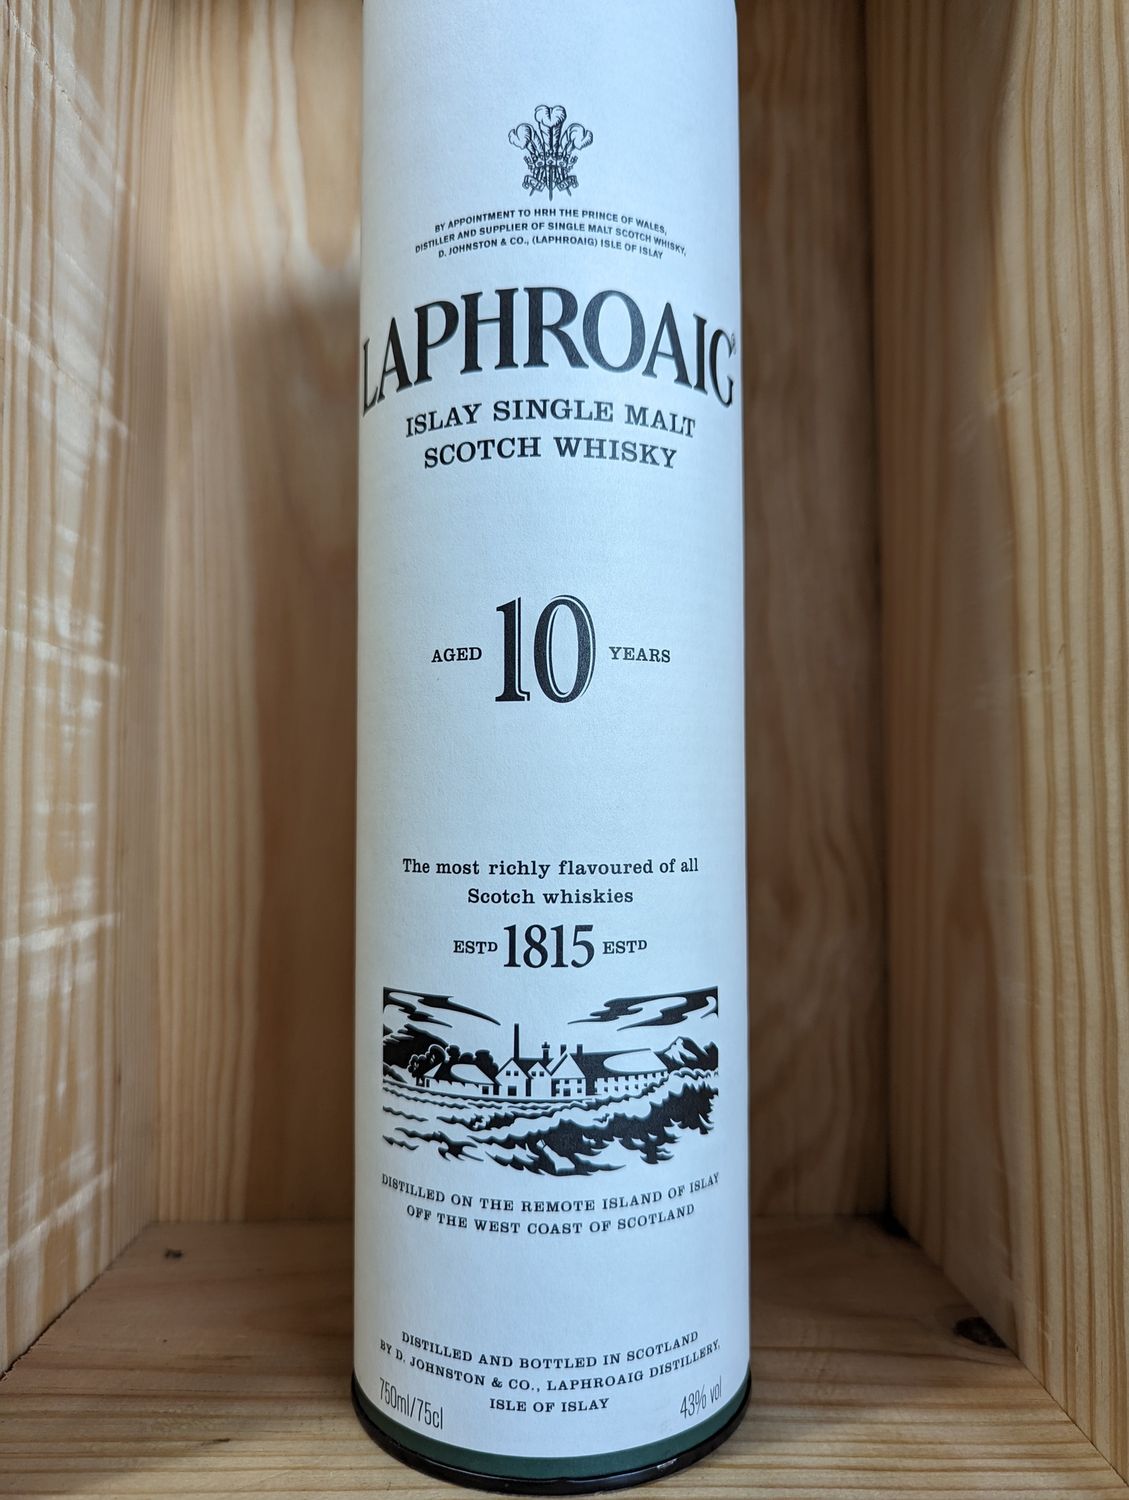 BY APPOINTMENT TO HRH THE PRINCE OF WALES,
DISTILLER AND SUPPLIER OF SINGLE MALT SCOTCH WHISKY,
D. JOHNSTON & CO., (LAPHROAIG) ISLE OF ISLAY
LAPHROAIG®
ISLAY SINGLE MALT
SCOTCH WHISKY
AGED 10 YEARS
The most richly flavoured of all
Scotch whiskies
ESTD 1815 ESTD
DISTILLED ON THE REMOTE ISLAND OF ISLAY
OFF THE WEST COAST OF SCOTLAND
DISTILLED AND BOTTLED IN SCOTLAND
BY D. JOHNSTON & CO., LAPHROAIG DISTILLERY,
ISLE OF ISLAY
750ml/75cl 43% vol